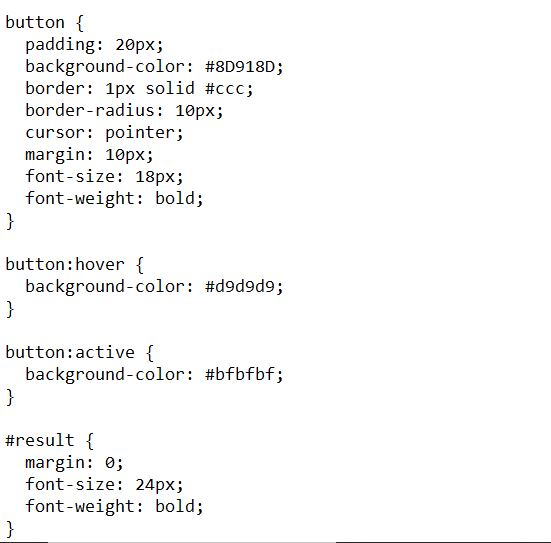 button {
  padding: 20px;
  background-color: #8D918D;
  border: 1px solid #ccc;
  border-radius: 10px;
  cursor: pointer;
  margin: 10px;
  font-size: 18px;
  font-weight: bold;
}

button:hover {
  background-color: #d9d9d9;
}

button:active {
  background-color: #bfbfbf;
}

#result {
  margin: 0;
  font-size: 24px;
  font-weight: bold;
}